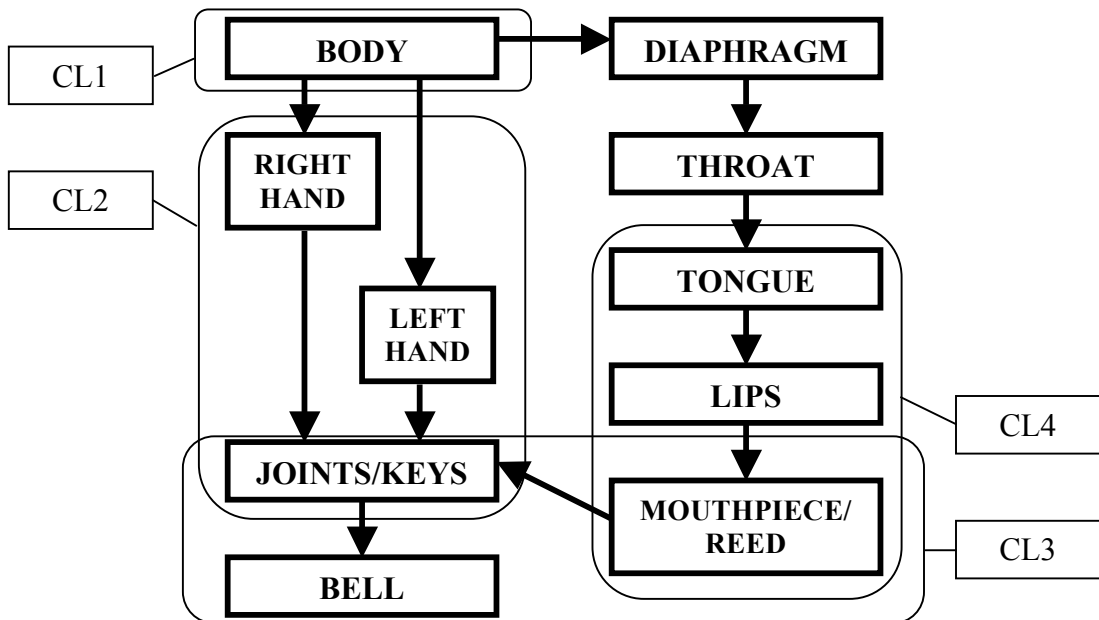 BODY
DIAPHRAGM
CL1
RIGHT
HAND
THROAT
CL2
TONGUE
LEFT
HAND
LIPS
CL4
JOINTS/KEYS
MOUTHPIECE/
REED
CL3
BELL